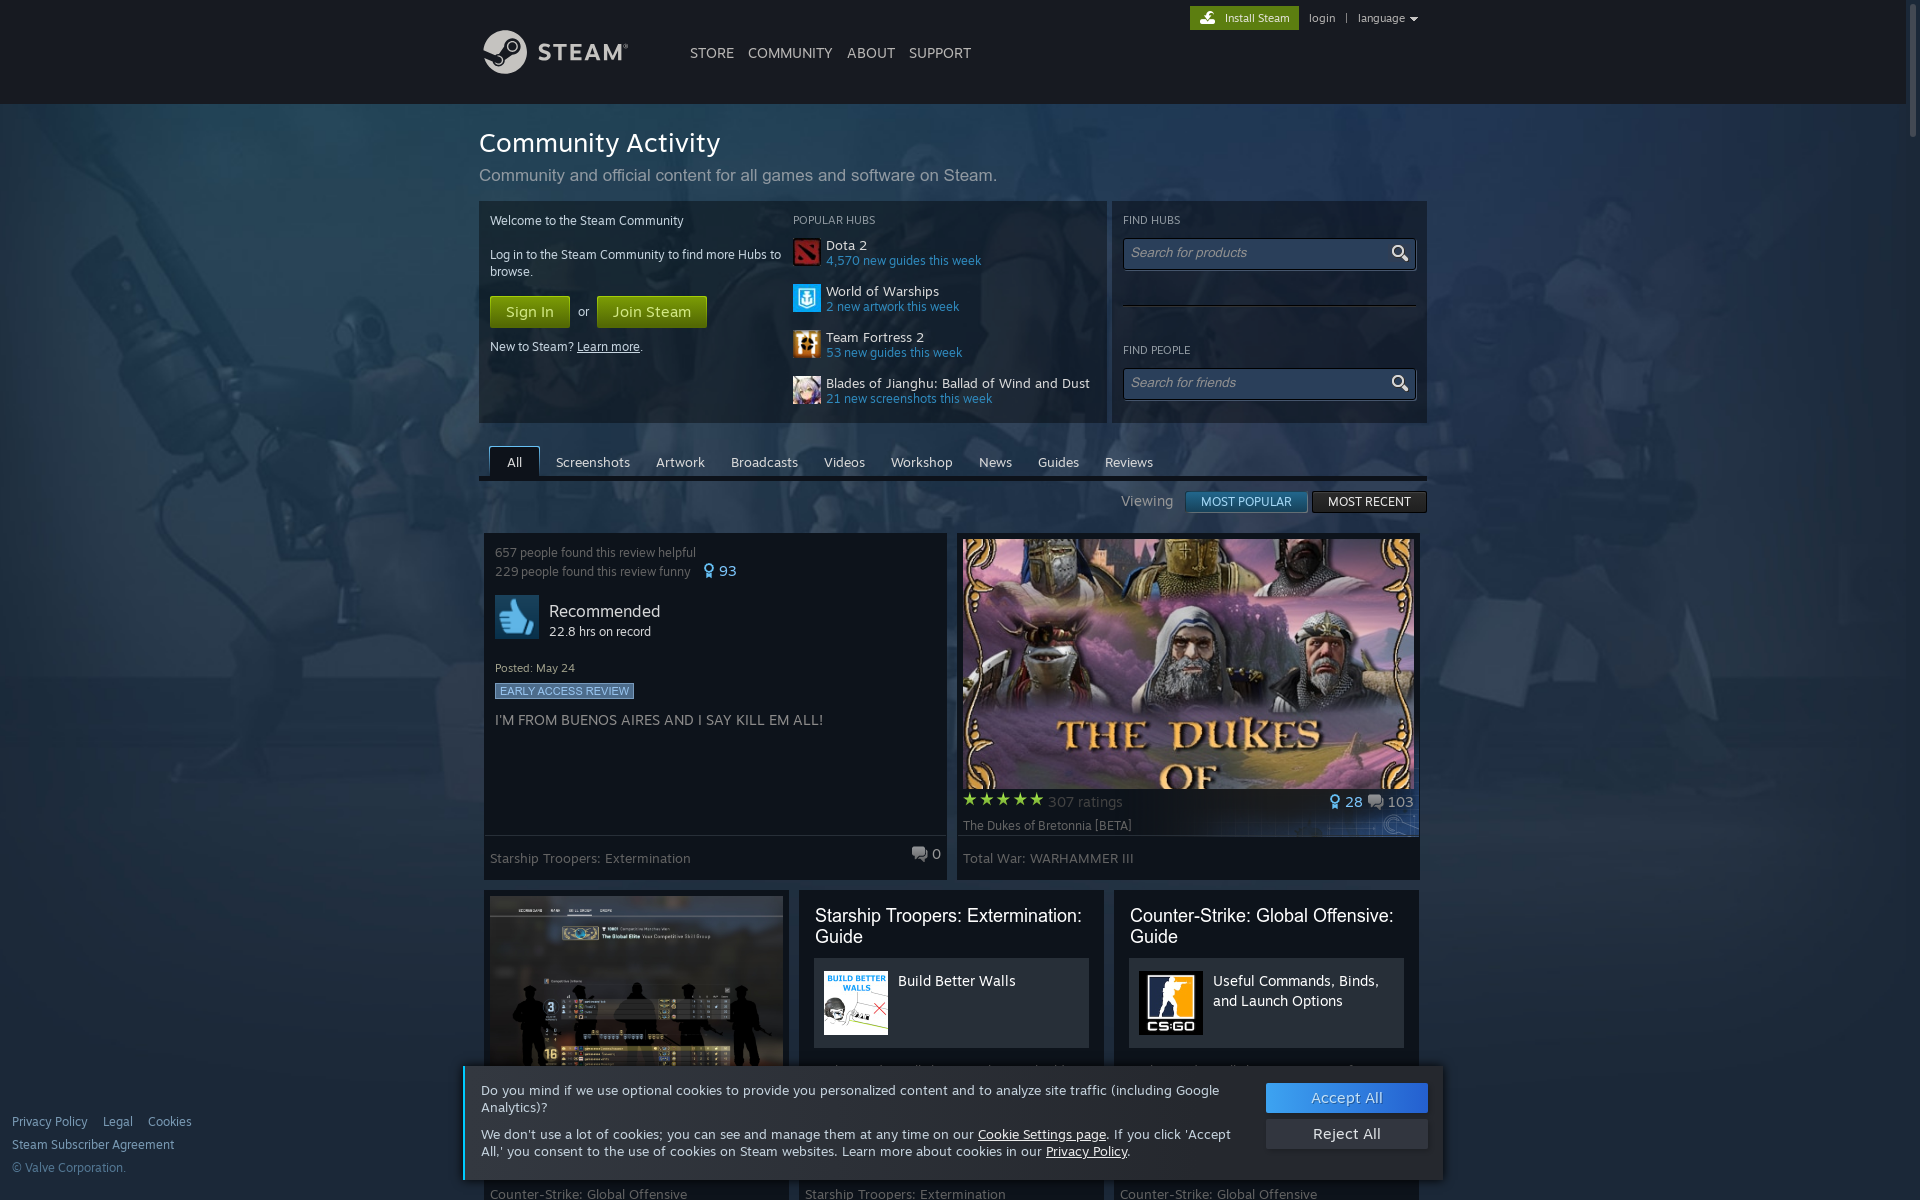 Install Steam
login | language
STEAM®
STORE COMMUNITY ABOUT SUPPORT
Community Activity
Community and official content for all games and software on Steam.
Welcome to the Steam Community
Log in to the Steam Community to find more Hubs to
browse.
Sign In or Join Steam
New to Steam? Learn more.
POPULAR HUBS
Dota 2
4,570 new guides this week
World of Warships
2 new artwork this week
Team Fortress 2
53 new guides this week
Blades of Jianghu: Ballad of Wind and Dust
21 new screenshots this week
FIND HUBS
Search for products
FIND PEOPLE
Search for friends
All Screenshots Artwork Broadcasts Videos Workshop News Guides Reviews
Viewing MOST POPULAR MOST RECENT
657 people found this review helpful
229 people found this review funny 93
Recommended
22.8 hrs on record
Posted: May 24
EARLY ACCESS REVIEW
I'M FROM BUENOS AIRES AND I SAY KILL EM ALL!
Starship Troopers: Extermination
0
THE DUKES
OF
307 ratings 28 103
The Dukes of Bretonnia [BETA]
Total War: WARHAMMER III
The Global Elite Your Competitive Skill Group
3
16
Starship Troopers: Extermination:
Guide
BUILD BETTER
WALLS
Build Better Walls
Counter-Strike: Global Offensive:
Guide
CS:GO
Useful Commands, Binds,
and Launch Options
Do you mind if we use optional cookies to provide you personalized content and to analyze site traffic (including Google
Analytics)?
We don't use a lot of cookies; you can see and manage them at any time on our Cookie Settings page. If you click 'Accept
All,' you consent to the use of cookies on Steam websites. Learn more about cookies in our Privacy Policy.
Accept All
Reject All
Privacy Policy Legal Cookies
Steam Subscriber Agreement
© Valve Corporation.
Counter-Strike: Global Offensive
Starship Troopers: Extermination
Counter-Strike: Global Offensive